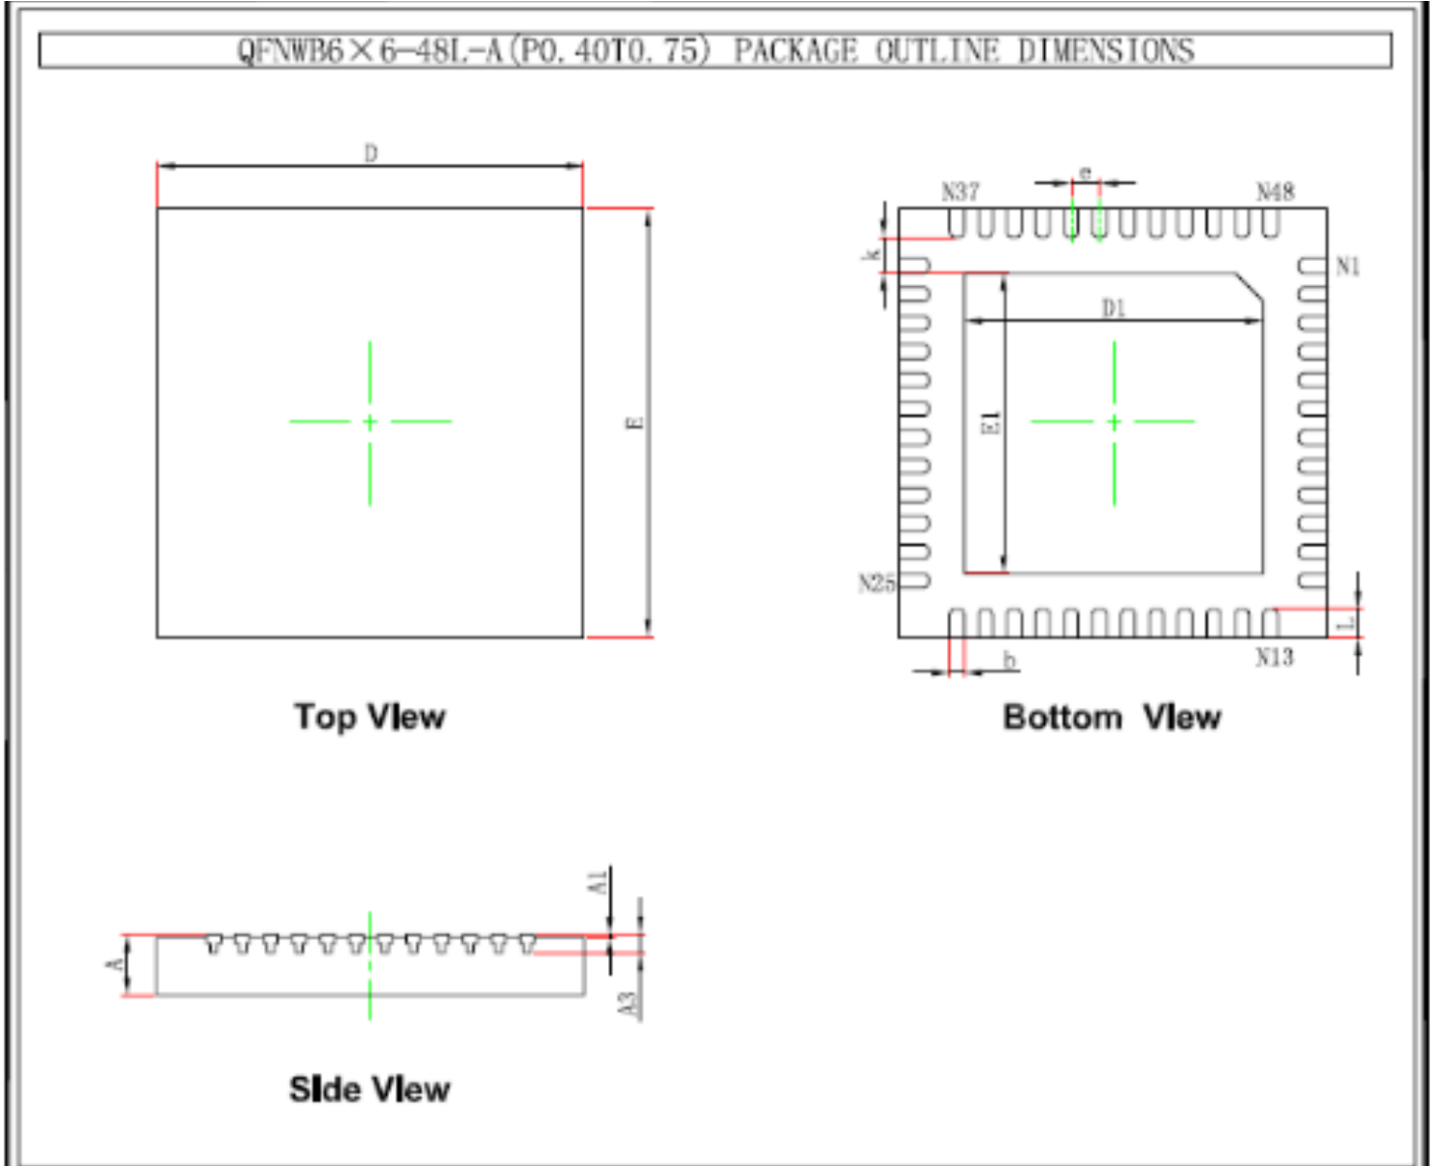 QFNWB6×6-48L-A(P0.40T0.75) PACKAGE OUTLINE DIMENSIONS
D
E
Top View
N37
e
N48
k
N1
D1
E1
N25
L
b
N13
Bottom View
A
A1
A3
Side View